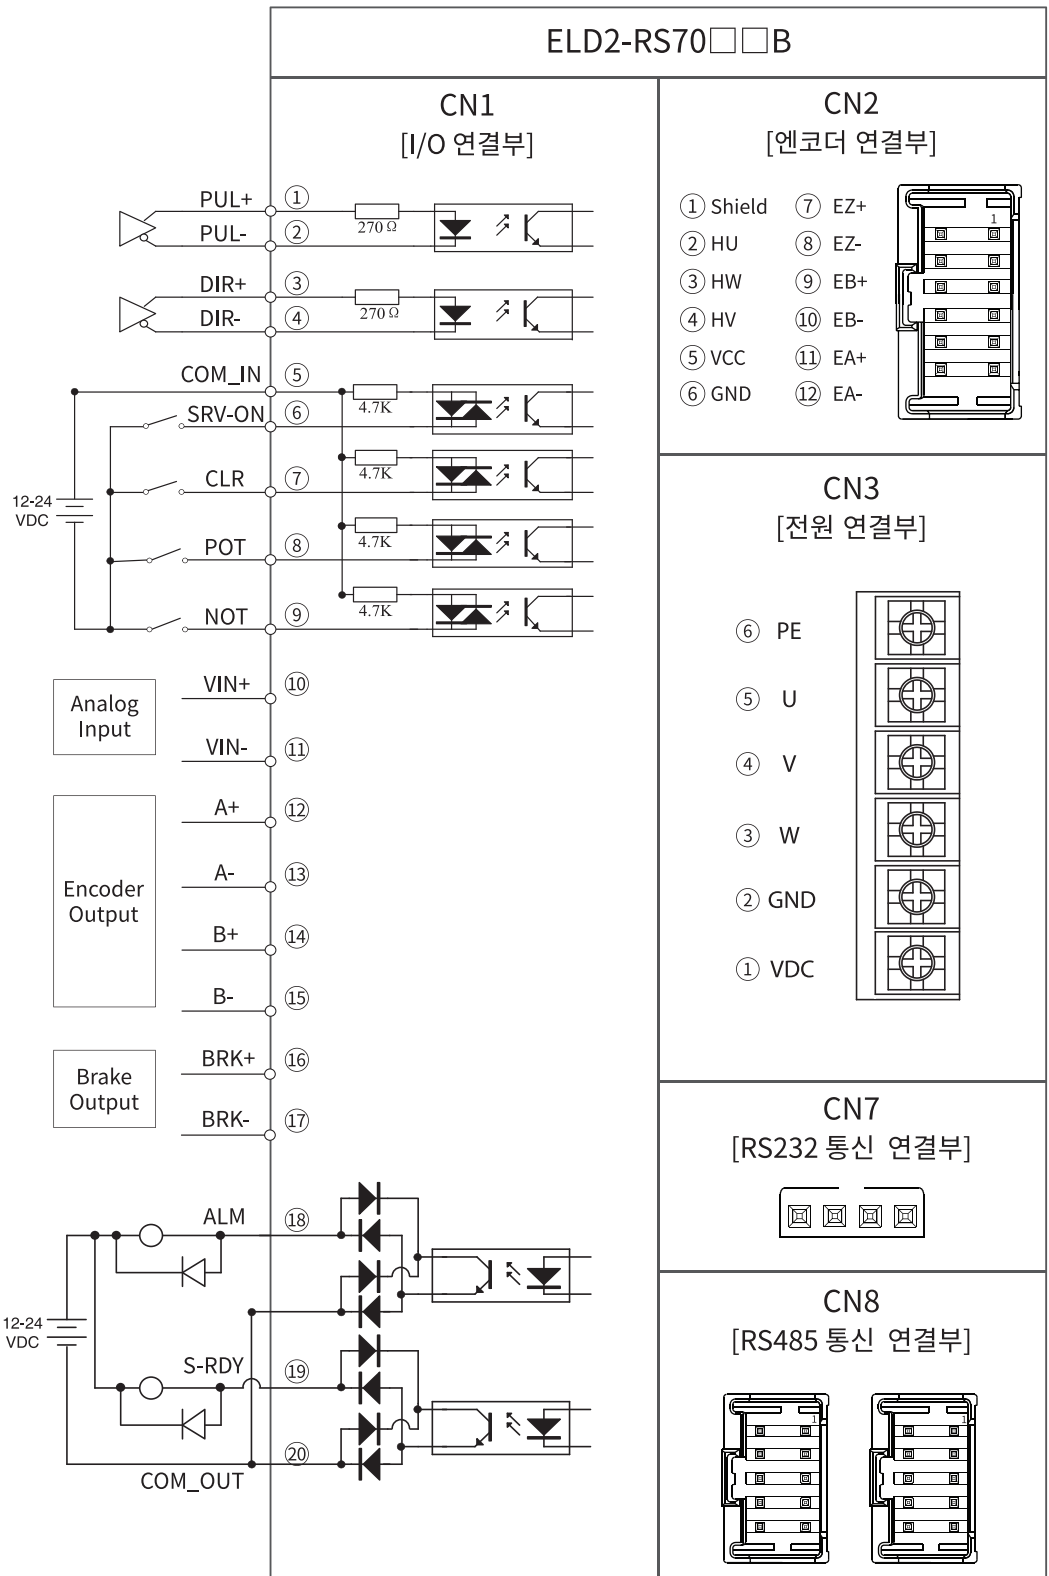 ELD2-RS70□□B
CN1
[I/O 연결부]
PUL+ ①
PUL- ②
270 Ω
DIR+ ③
DIR- ④
270 Ω
COM_IN ⑤
4.7K
SRV-ON ⑥
4.7K
CLR ⑦
12-24
VDC
4.7K
POT ⑧
4.7K
NOT ⑨
Analog
Input
VIN+ ⑩
VIN- ⑪
Encoder
Output
A+ ⑫
A- ⑬
B+ ⑭
B- ⑮
Brake
Output
BRK+ ⑯
BRK- ⑰
ALM ⑱
12-24
VDC
S-RDY ⑲
COM_OUT ⑳
CN2
[엔코더 연결부]
① Shield ⑦ EZ+
② HU ⑧ EZ-
③ HW ⑨ EB+
④ HV ⑩ EB-
⑤ VCC ⑪ EA+
⑥ GND ⑫ EA-
1
CN3
[전원 연결부]
⑥ PE
⑤ U
④ V
③ W
② GND
① VDC
CN7
[RS232 통신 연결부]
CN8
[RS485 통신 연결부]
1
1